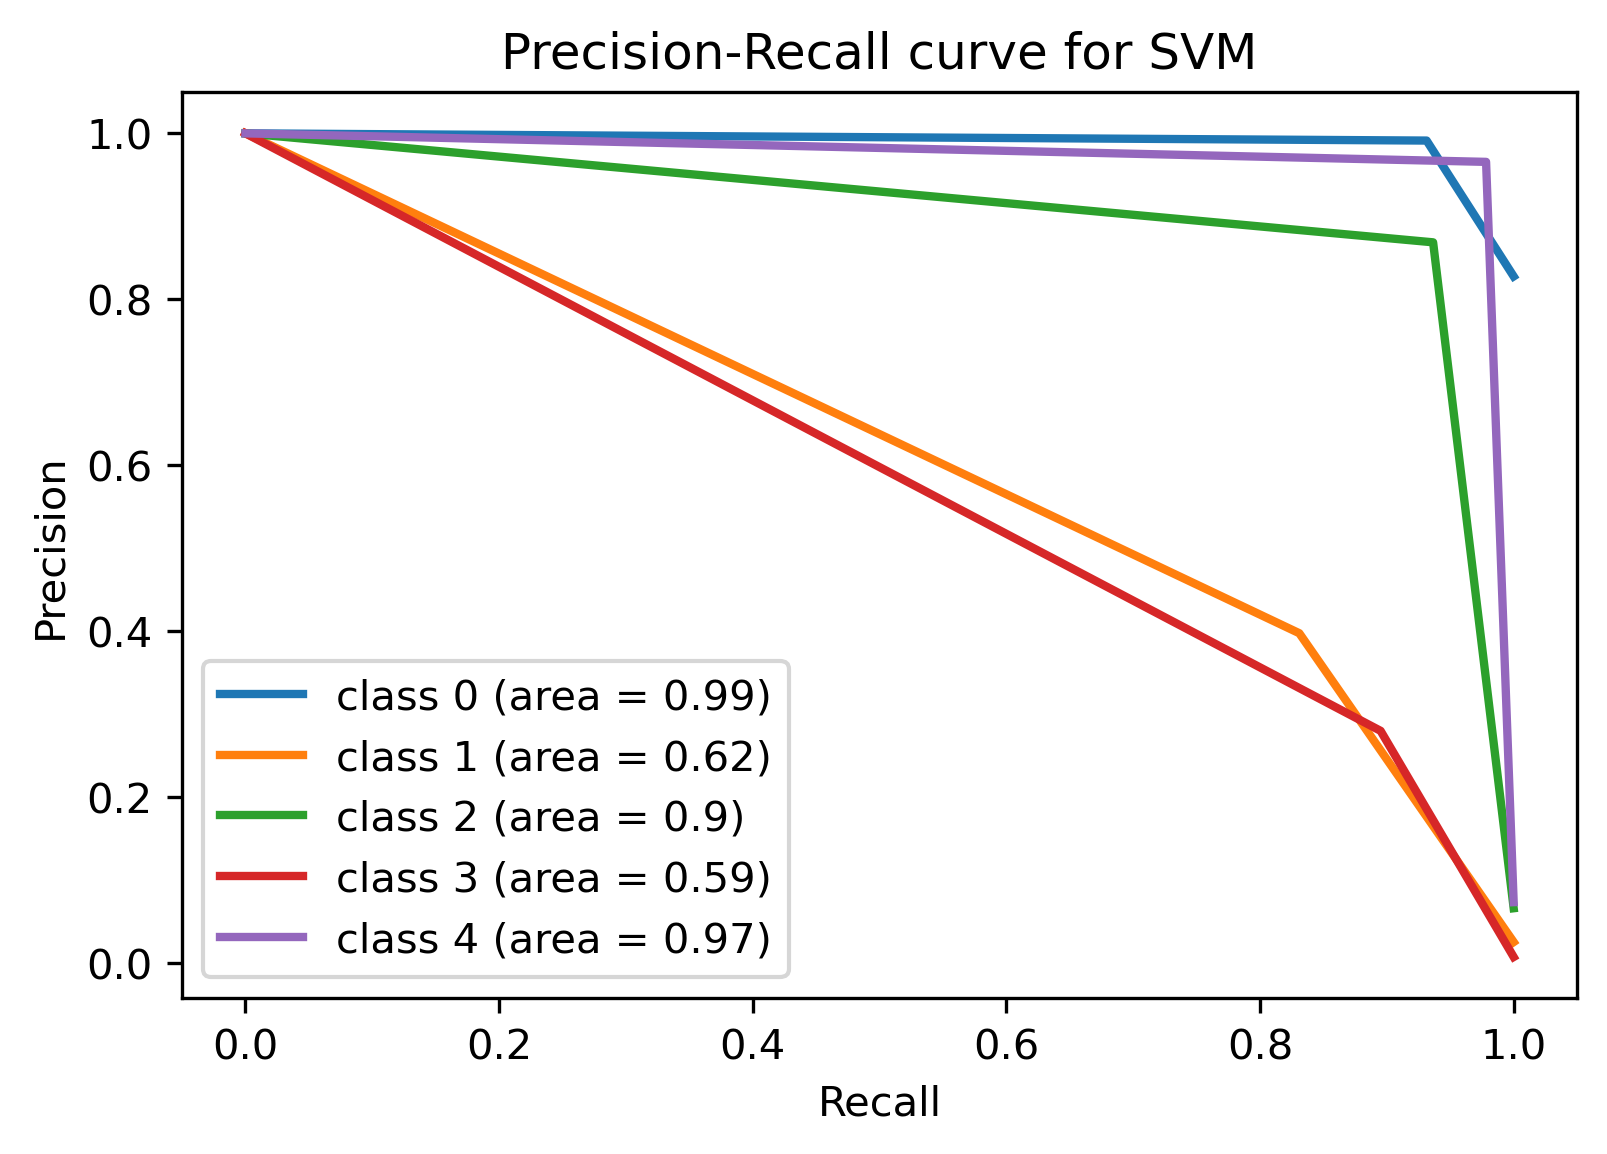 Precision-Recall curve for SVM
1.0
0.8
0.6
0.4
0.2
0.0
Precision
class 0 (area = 0.99)
class 1 (area = 0.62)
class 2 (area = 0.9)
class 3 (area = 0.59)
class 4 (area = 0.97)
0.0 0.2 0.4 0.6 0.8 1.0
Recall